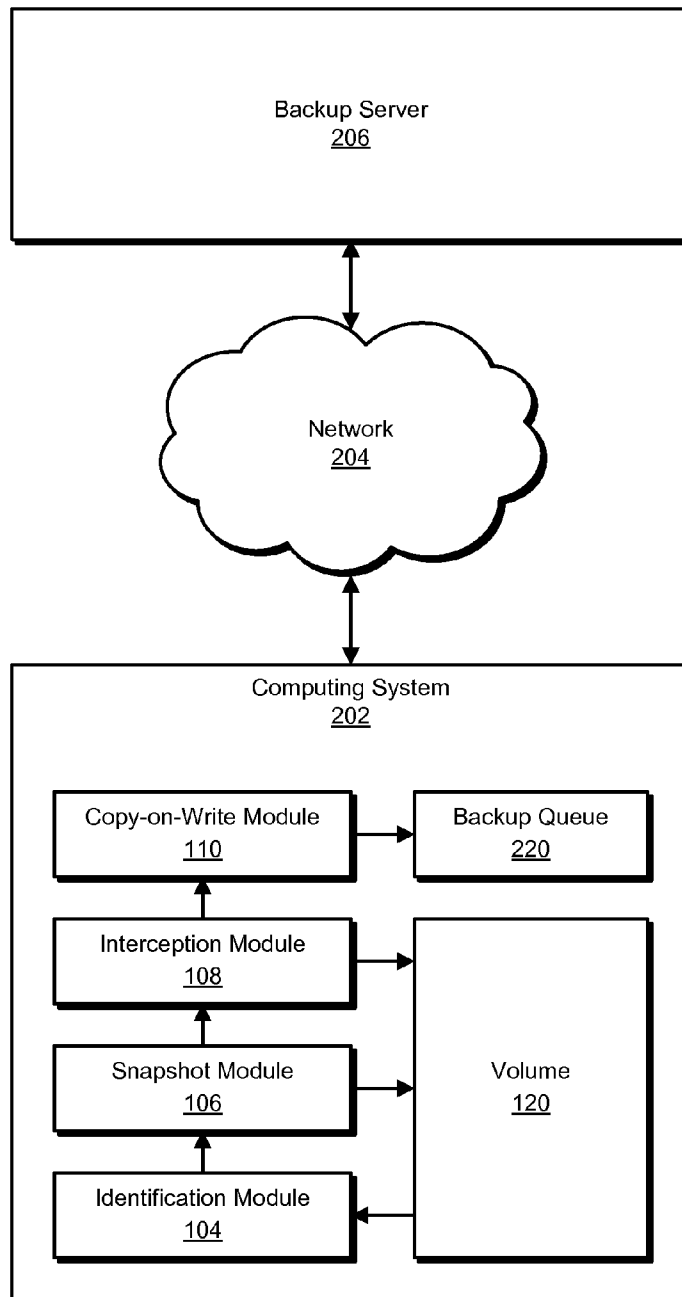 Backup Server
206
Network
204
Computing System
202
Copy-on-Write Module
110
Backup Queue
220
Interception Module
108
Snapshot Module
106
Volume
120
Identification Module
104